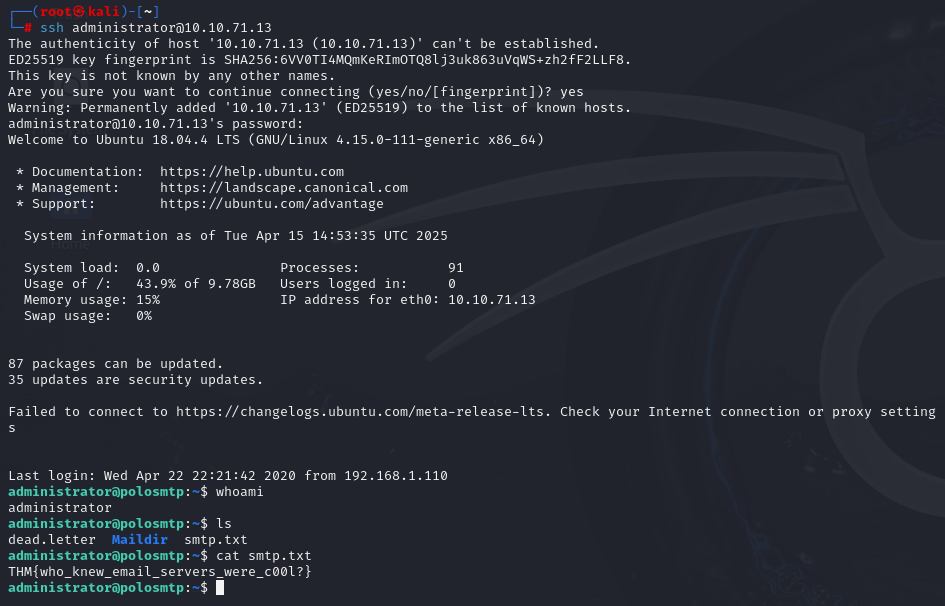 ┌──(root㉿kali)-[~]
└─# ssh administrator@10.10.71.13
The authenticity of host '10.10.71.13 (10.10.71.13)' can't be established.
ED25519 key fingerprint is SHA256:6VV0TI4MQmKeRImOTQ8lj3uk863uVqWS+zh2fF2LLF8.
This key is not known by any other names.
Are you sure you want to continue connecting (yes/no/[fingerprint])? yes
Warning: Permanently added '10.10.71.13' (ED25519) to the list of known hosts.
administrator@10.10.71.13's password:
Welcome to Ubuntu 18.04.4 LTS (GNU/Linux 4.15.0-111-generic x86_64)
 * Documentation:  https://help.ubuntu.com
 * Management:     https://landscape.canonical.com
 * Support:        https://ubuntu.com/advantage
  System information as of Tue Apr 15 14:53:35 UTC 2025
  System load:  0.0               Processes:           91
  Usage of /:   43.9% of 9.78GB   Users logged in:     0
  Memory usage: 15%               IP address for eth0: 10.10.71.13
  Swap usage:   0%
87 packages can be updated.
35 updates are security updates.
Failed to connect to https://changelogs.ubuntu.com/meta-release-lts. Check your Internet connection or proxy setting
s
Last login: Wed Apr 22 22:21:42 2020 from 192.168.1.110
administrator@polosmtp:~$ whoami
administrator
administrator@polosmtp:~$ ls
dead.letter  Maildir  smtp.txt
administrator@polosmtp:~$ cat smtp.txt
THM{who_knew_email_servers_were_c00l?}
administrator@polosmtp:~$